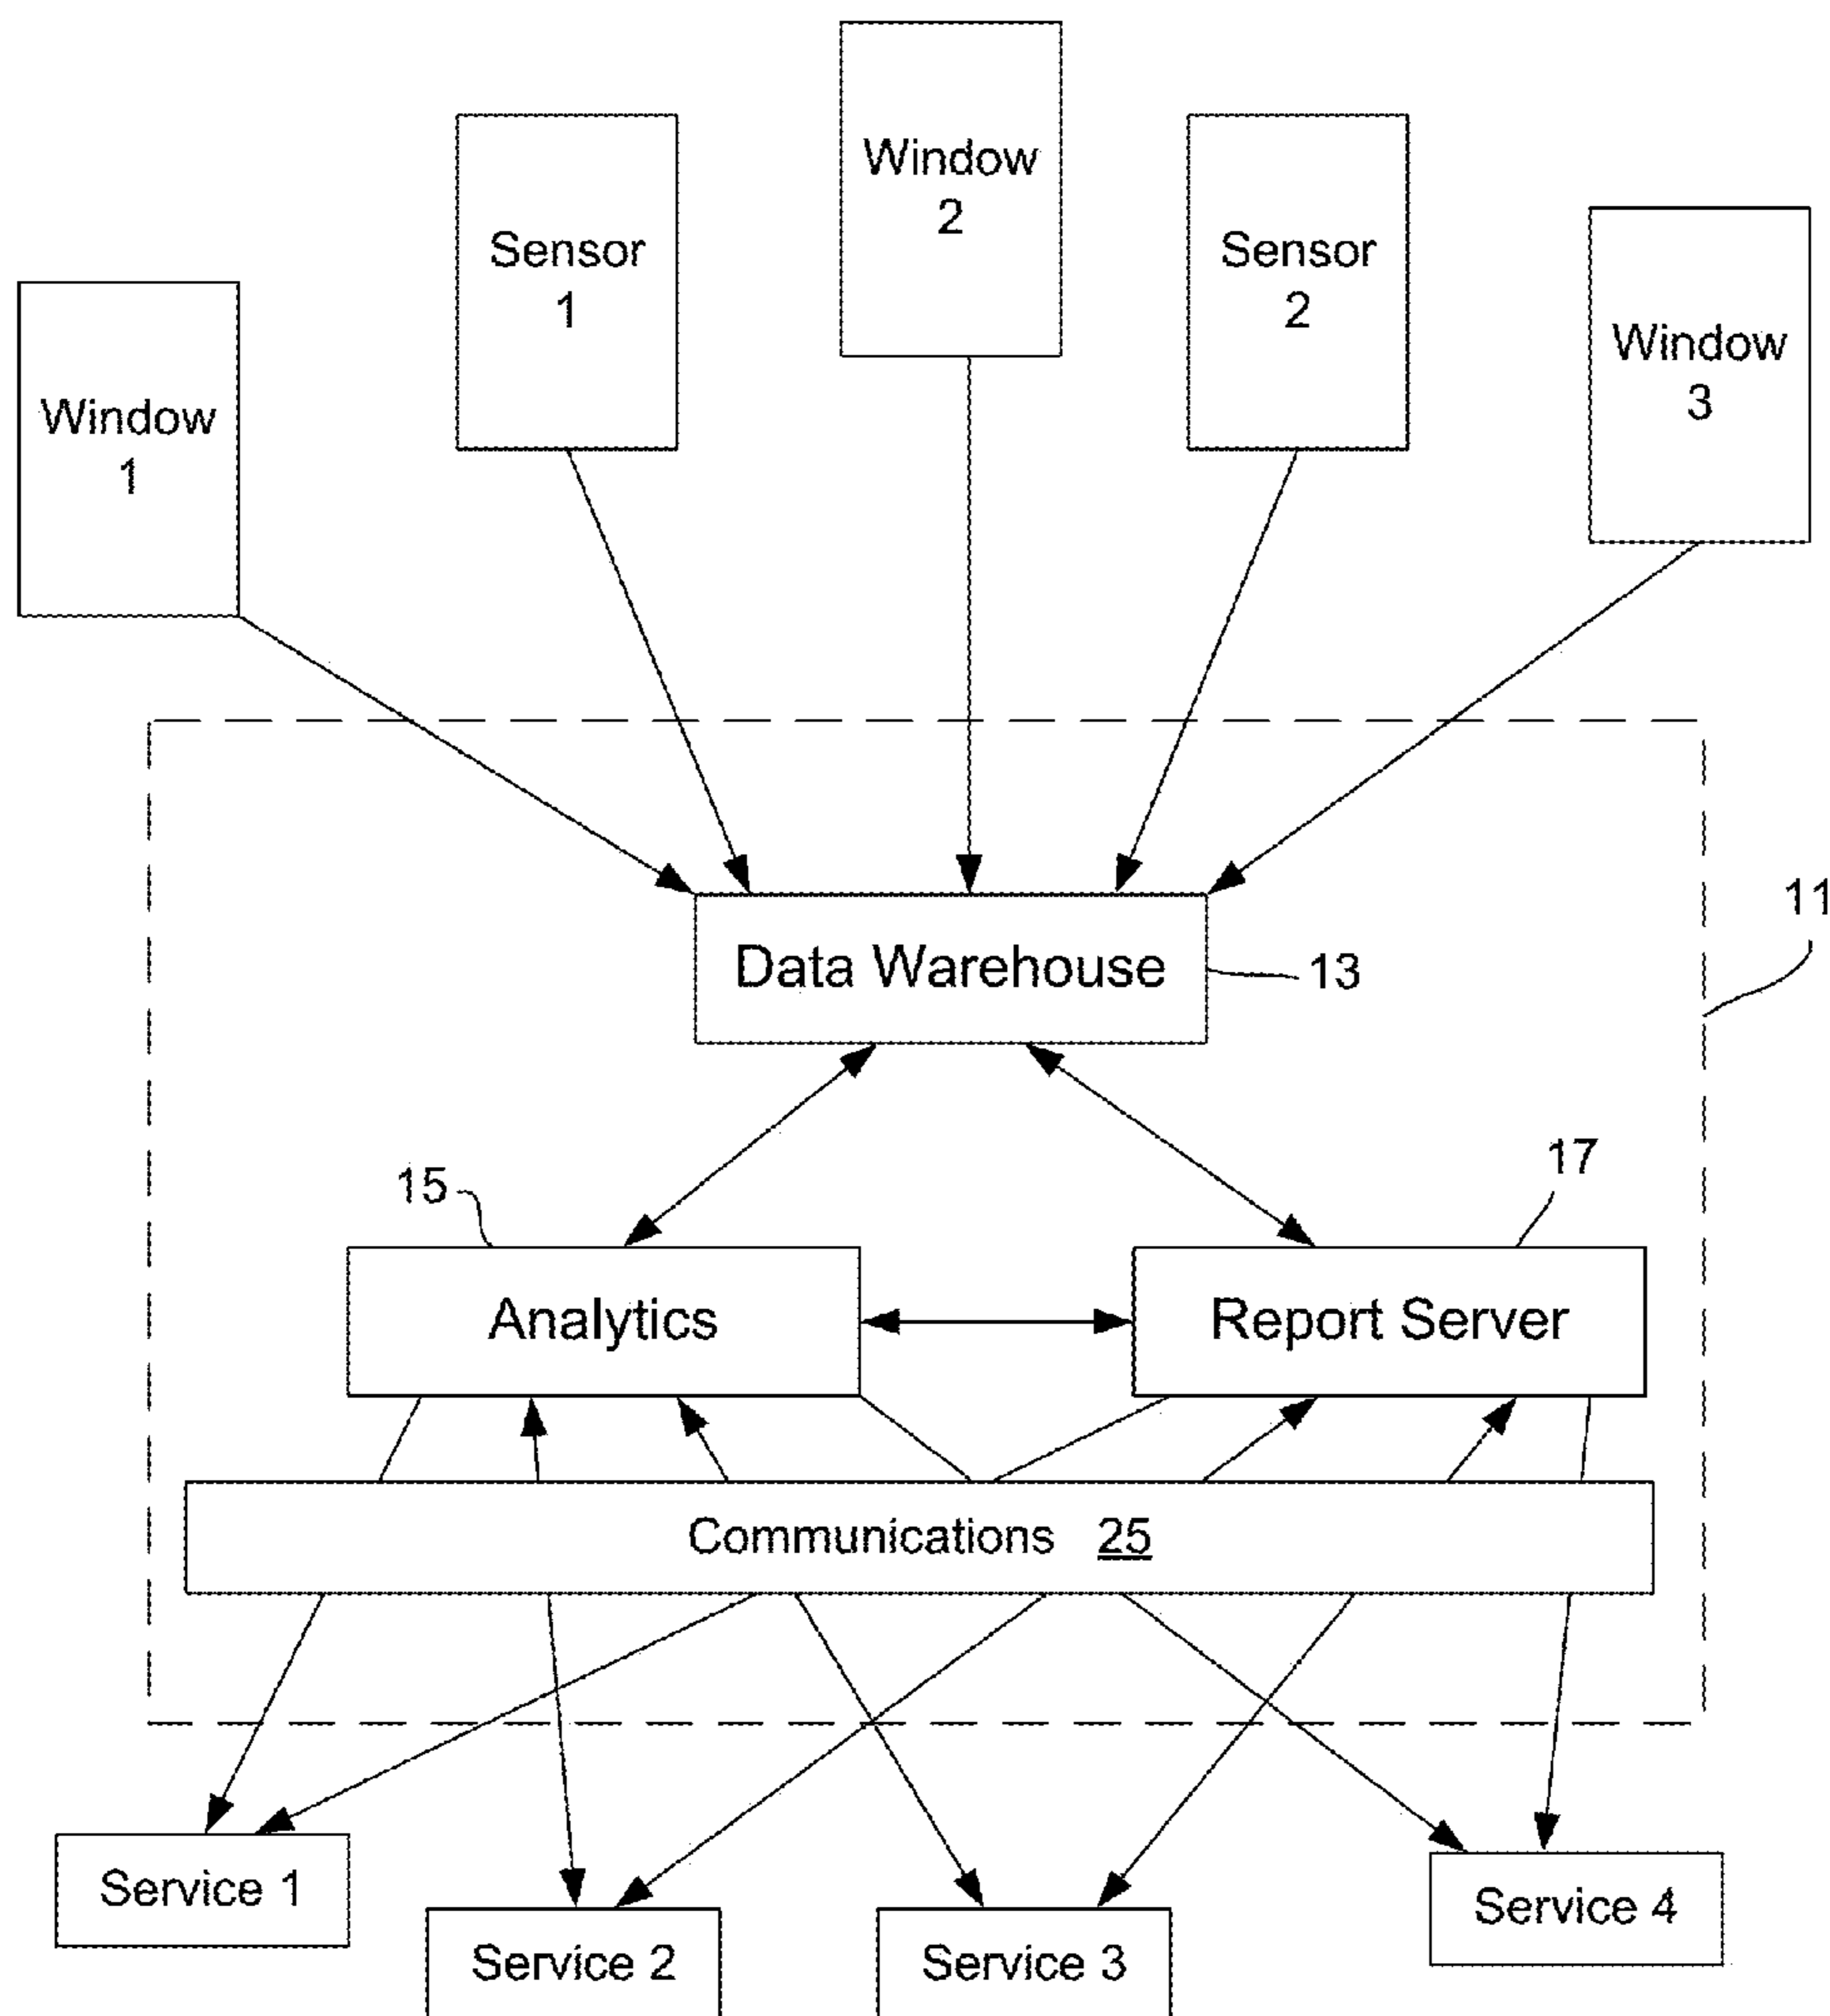 Window
2
Sensor
1
Sensor
2
Window
3
Window
1
11
Data Warehouse
13
17
15
Analytics
Report Server
Communications 25
Service 1
Service 4
Service 2
Service 3